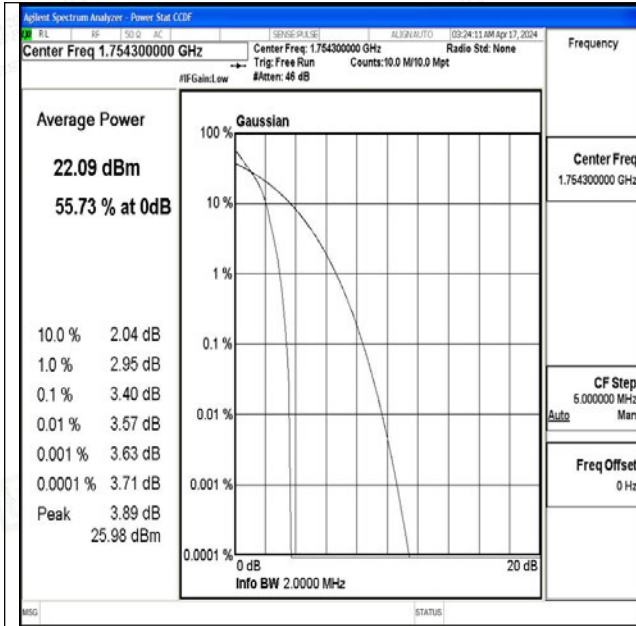 Agilent Spectrum Analyzer - Power Stat CCDF
RL RF 50 Ω AC SENSE:PULSE ALIGNAUTO 03:24:11 AM Apr 17, 2024
Center Freq 1.754300000 GHz
Center Freq: 1.754300000 GHz Radio Std: None
Trig: Free Run Counts:10.0 M/10.0 Mpt
#IFGain:Low #Atten: 46 dB
Frequency
Average Power
22.09 dBm
55.73 % at 0dB
10.0 % 2.04 dB
1.0 % 2.95 dB
0.1 % 3.40 dB
0.01 % 3.57 dB
0.001 % 3.63 dB
0.0001 % 3.71 dB
Peak 3.89 dB
25.98 dBm
Gaussian
100 %
10 %
1 %
0.1 %
0.01 %
0.001 %
0.0001 %
0 dB 20 dB
Info BW 2.0000 MHz
Center Freq
1.754300000 GHz
CF Step
5.000000 MHz
Auto Man
Freq Offset
0 Hz
MSG STATUS